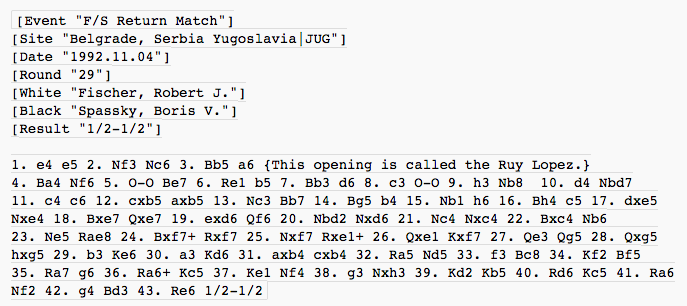 [Event "F/S Return Match"]
[Site "Belgrade, Serbia Yugoslavia|JUG"]
[Date "1992.11.04"]
[Round "29"]
[White "Fischer, Robert J."]
[Black "Spassky, Boris V."]
[Result "1/2-1/2"]

1. e4 e5 2. Nf3 Nc6 3. Bb5 a6 {This opening is called the Ruy Lopez.}
4. Ba4 Nf6 5. O-O Be7 6. Re1 b5 7. Bb3 d6 8. c3 O-O 9. h3 Nb8 10. d4 Nbd7
11. c4 c6 12. cxb5 axb5 13. Nc3 Bb7 14. Bg5 b4 15. Nb1 h6 16. Bh4 c5 17. dxe5
Nxe4 18. Bxe7 Qxe7 19. exd6 Qf6 20. Nbd2 Nxd6 21. Nc4 Nxc4 22. Bxc4 Nb6
23. Ne5 Rae8 24. Bxf7+ Rxf7 25. Nxf7 Rxe1+ 26. Qxe1 Kxf7 27. Qe3 Qg5 28. Qxg5
hxg5 29. b3 Ke6 30. a3 Kd6 31. axb4 cxb4 32. Ra5 Nd5 33. f3 Bc8 34. Kf2 Bf5
35. Ra7 g6 36. Ra6+ Kc5 37. Ke1 Nf4 38. g3 Nxh3 39. Kd2 Kb5 40. Rd6 Kc5 41. Ra6
Nf2 42. g4 Bd3 43. Re6 1/2-1/2